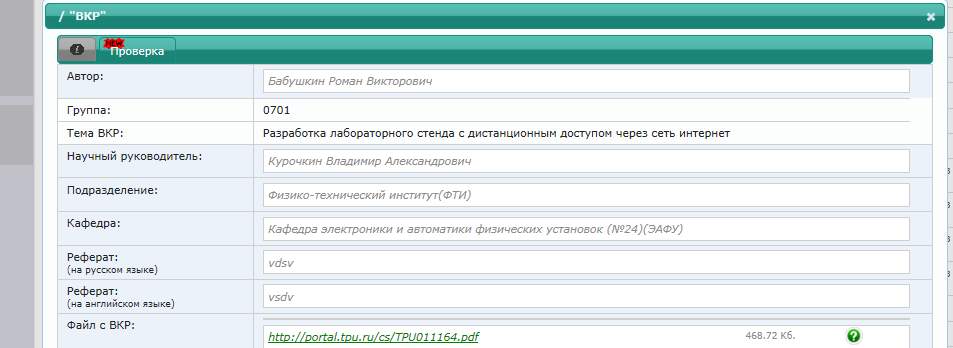 / "ВКР"
NEW
Проверка
Автор: Бабушкин Роман Викторович
Группа: 0701
Тема ВКР: Разработка лабораторного стенда с дистанционным доступом через сеть интернет
Научный руководитель: Курочкин Владимир Александрович
Подразделение: Физико-технический институт(ФТИ)
Кафедра: Кафедра электроники и автоматики физических установок (№24)(ЭАФУ)
Реферат: vdsv
(на русском языке)
Реферат: vsdv
(на английском языке)
Файл с ВКР: http://portal.tpu.ru/cs/TPU011164.pdf 468.72 Кб. ?